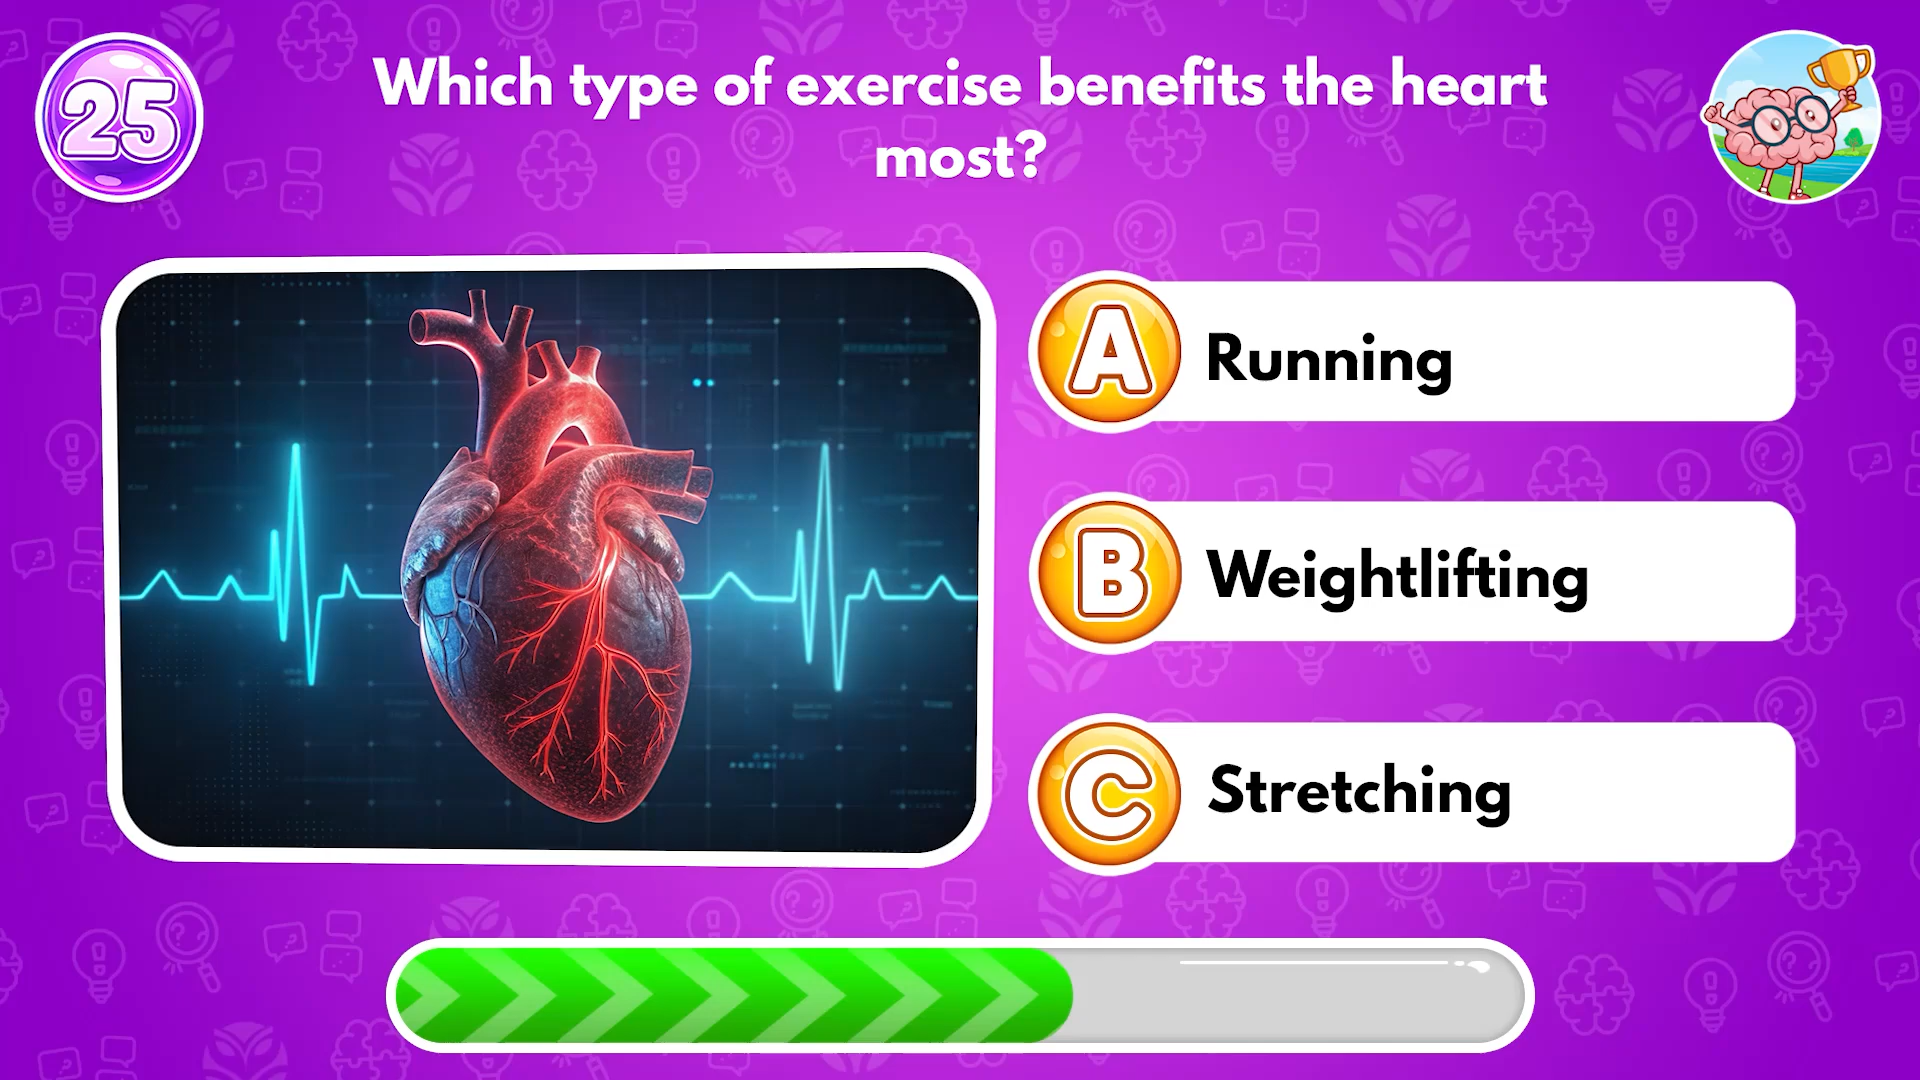 25
Which type of exercise benefits the heart
most?
A
Running
B
Weightlifting
C
Stretching